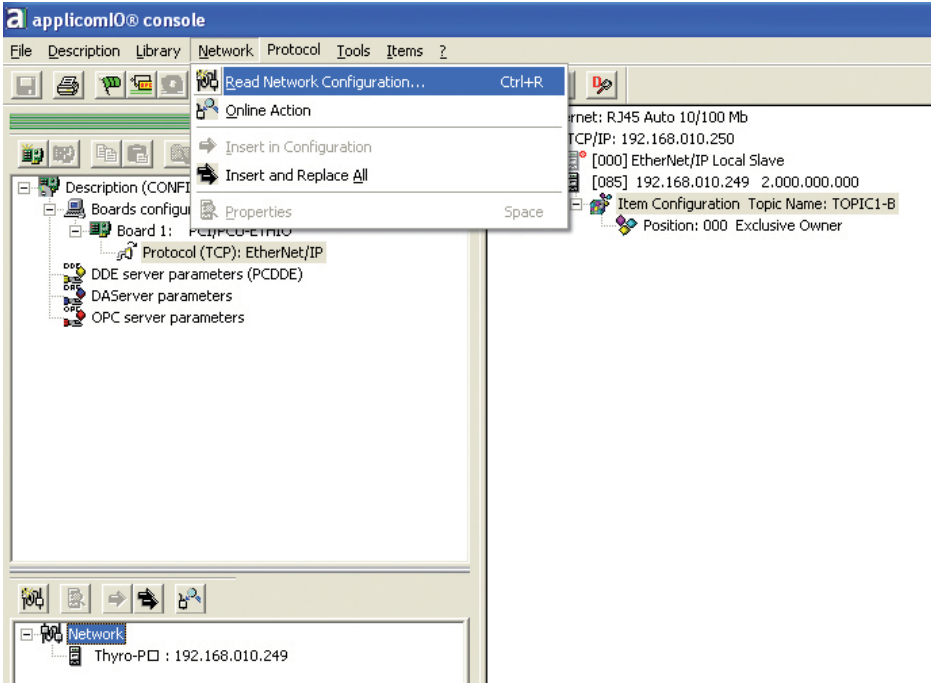 a applicomIO® console
File Description Library Network Protocol Tools Items ?
Read Network Configuration... Ctrl+R
Online Action
Insert in Configuration
Insert and Replace All
Properties Space
rnet: RJ45 Auto 10/100 Mb
TCP/IP: 192.168.010.250
[000] EtherNet/IP Local Slave
[085] 192.168.010.249 2.000.000.000
Item Configuration Topic Name: TOPIC1-B
Position: 000 Exclusive Owner
Description (CONFI
Boards configu
Board 1: PCI/PCU-ETHIO
Protocol (TCP): EtherNet/IP
DDE server parameters (PCDDE)
DAServer parameters
OPC server parameters
Network
Thyro-P□ : 192.168.010.249